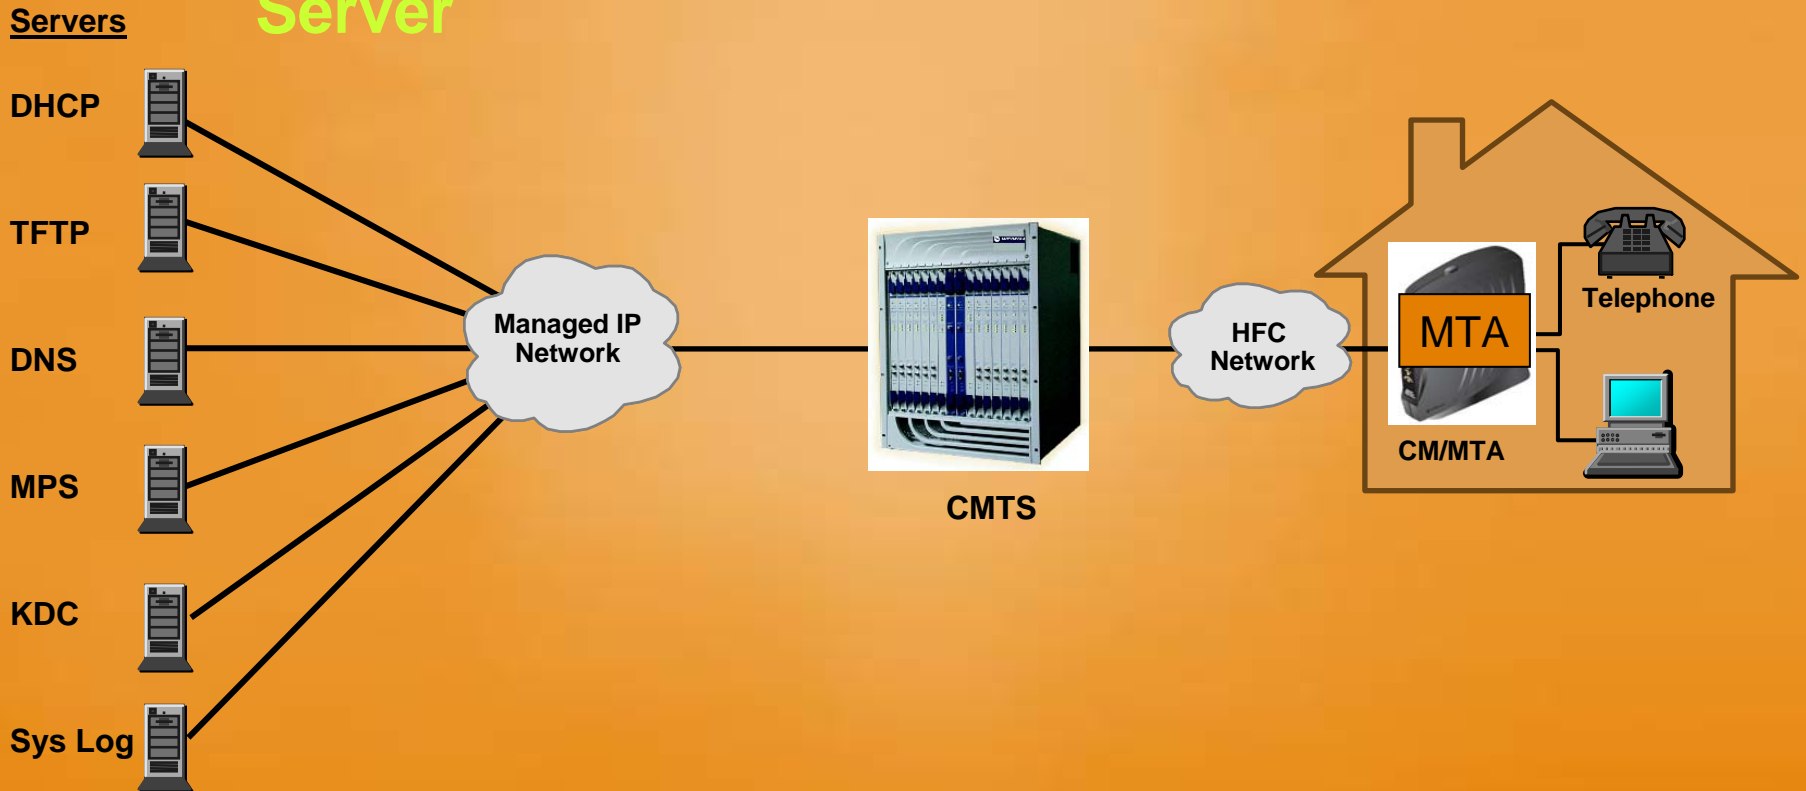 Server
Servers
DHCP
TFTP
DNS
MPS
KDC
Sys Log
Managed IP
Network
CMTS
HFC
Network
MTA
CM/MTA
Telephone